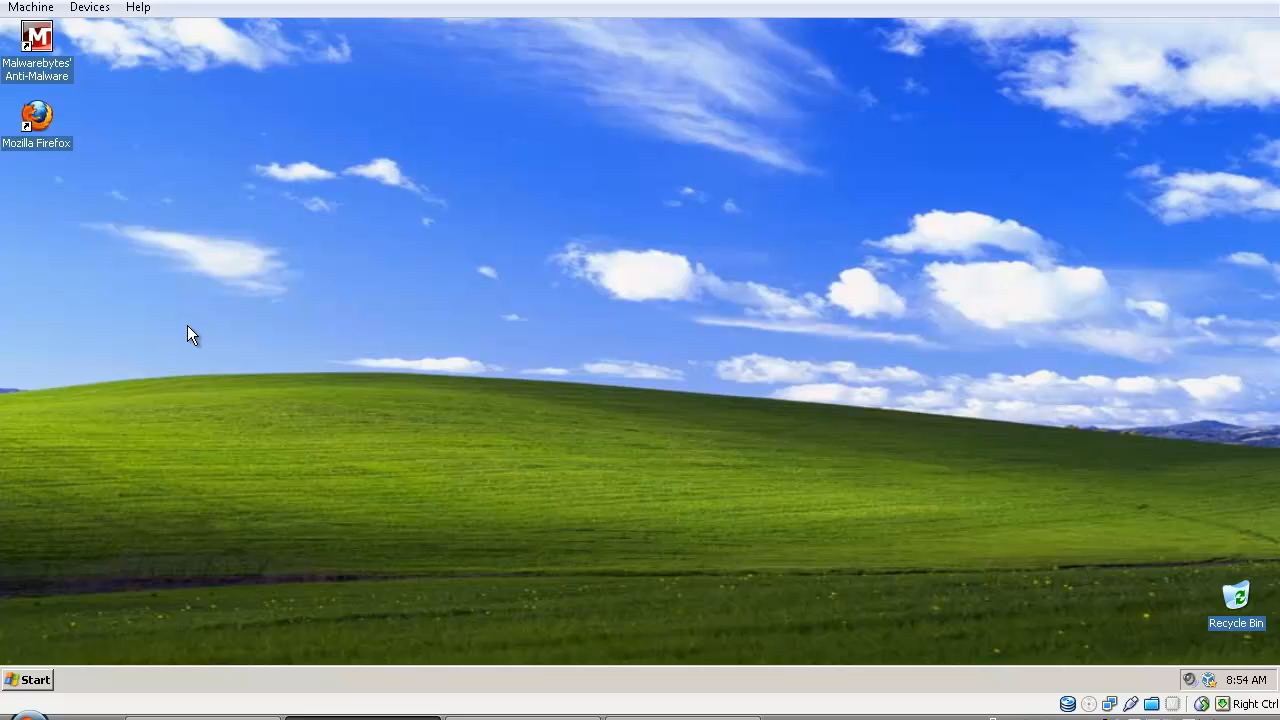 Machine Devices Help
Malwarebytes'
Anti-Malware
Mozilla Firefox
Recycle Bin
Start
8:54 AM
Right Ctrl